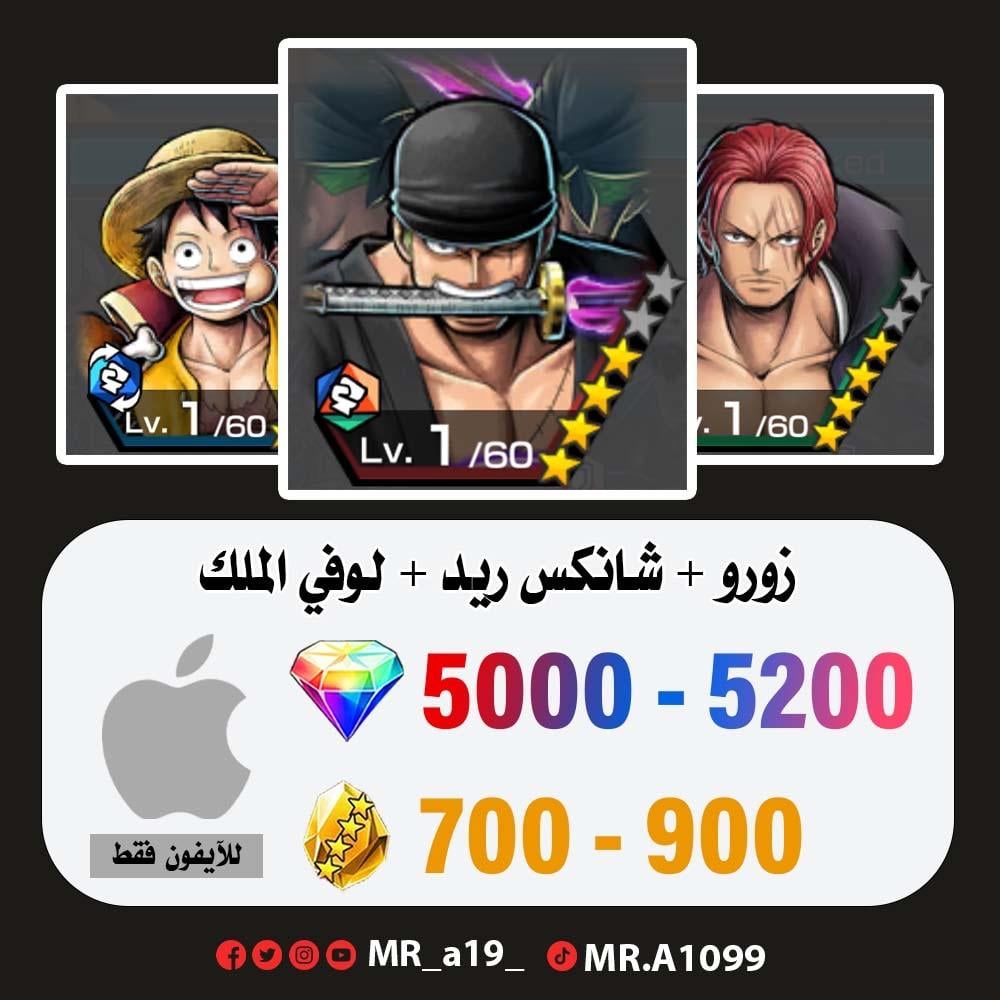 Lv. 1 /60
Lv. 1 /60
v. 1 /60
زورو + شانكس ريد + لوفي الملك
5000 - 5200
700 - 900
للآيفون فقط
MR_a19_ MR.A1099